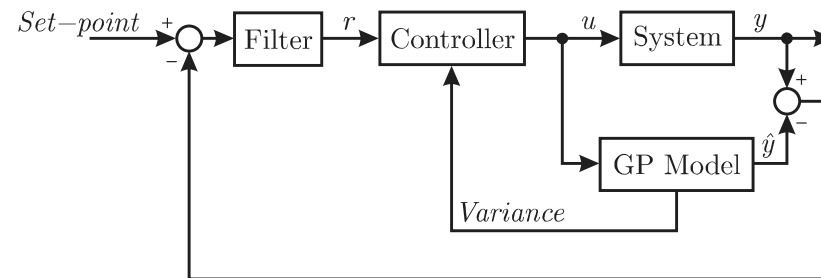 Set−point
+
−
Filter
r
Controller
u
System
y
+
−
ŷ
GP Model
Variance